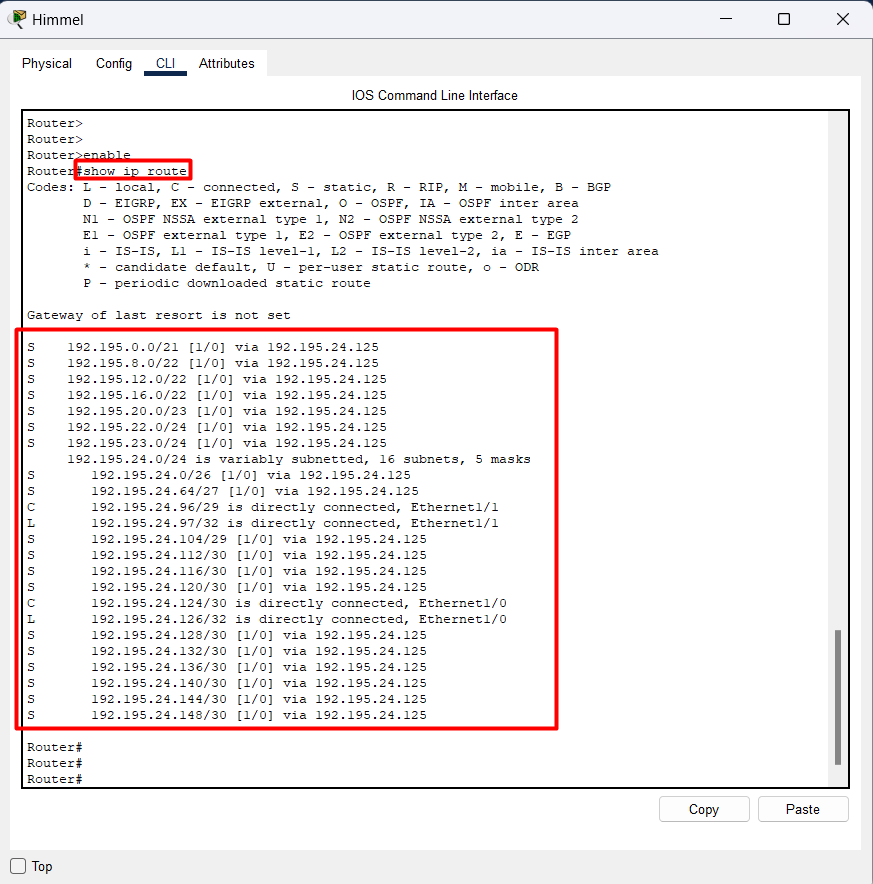 Himmel
Physical Config CLI Attributes
IOS Command Line Interface
Router>
Router>
Router>enable
Router#show ip route
Codes: L - local, C - connected, S - static, R - RIP, M - mobile, B - BGP
       D - EIGRP, EX - EIGRP external, O - OSPF, IA - OSPF inter area
       N1 - OSPF NSSA external type 1, N2 - OSPF NSSA external type 2
       E1 - OSPF external type 1, E2 - OSPF external type 2, E - EGP
       i - IS-IS, L1 - IS-IS level-1, L2 - IS-IS level-2, ia - IS-IS inter area
       * - candidate default, U - per-user static route, o - ODR
       P - periodic downloaded static route
Gateway of last resort is not set
S    192.195.0.0/21 [1/0] via 192.195.24.125
S    192.195.8.0/22 [1/0] via 192.195.24.125
S    192.195.12.0/22 [1/0] via 192.195.24.125
S    192.195.16.0/22 [1/0] via 192.195.24.125
S    192.195.20.0/23 [1/0] via 192.195.24.125
S    192.195.22.0/24 [1/0] via 192.195.24.125
S    192.195.23.0/24 [1/0] via 192.195.24.125
     192.195.24.0/24 is variably subnetted, 16 subnets, 5 masks
S       192.195.24.0/26 [1/0] via 192.195.24.125
S       192.195.24.64/27 [1/0] via 192.195.24.125
C       192.195.24.96/29 is directly connected, Ethernet1/1
L       192.195.24.97/32 is directly connected, Ethernet1/1
S       192.195.24.104/29 [1/0] via 192.195.24.125
S       192.195.24.112/30 [1/0] via 192.195.24.125
S       192.195.24.116/30 [1/0] via 192.195.24.125
S       192.195.24.120/30 [1/0] via 192.195.24.125
C       192.195.24.124/30 is directly connected, Ethernet1/0
L       192.195.24.126/32 is directly connected, Ethernet1/0
S       192.195.24.128/30 [1/0] via 192.195.24.125
S       192.195.24.132/30 [1/0] via 192.195.24.125
S       192.195.24.136/30 [1/0] via 192.195.24.125
S       192.195.24.140/30 [1/0] via 192.195.24.125
S       192.195.24.144/30 [1/0] via 192.195.24.125
S       192.195.24.148/30 [1/0] via 192.195.24.125
Router#
Router#
Router#
Copy Paste
Top